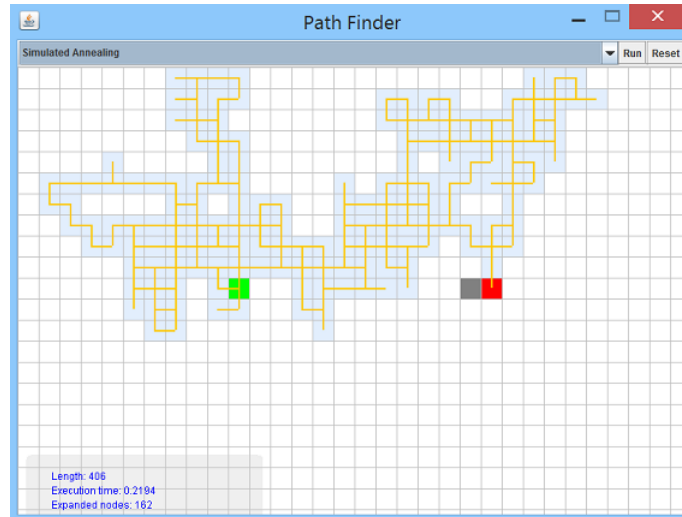 Path Finder
Simulated Annealing
Run
Reset
Length: 406
Execution time: 0.2194
Expanded nodes: 162